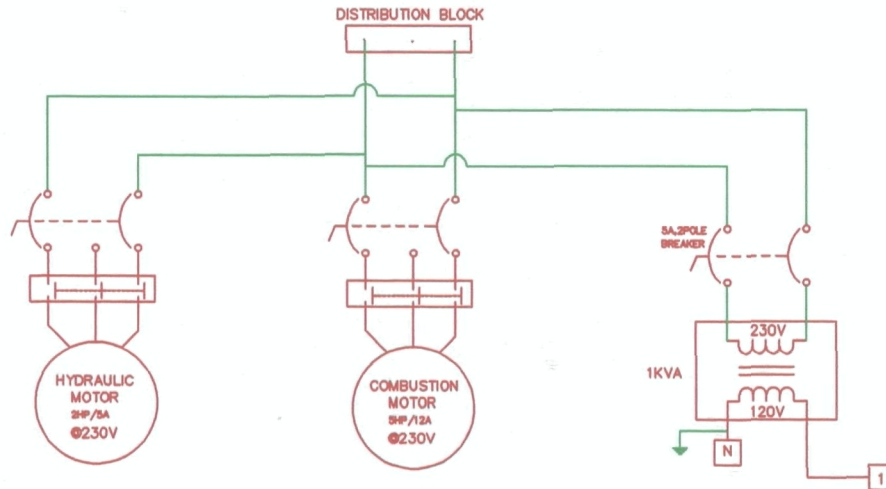 DISTRIBUTION BLOCK
5A,2POLE
BREAKER
HYDRAULIC
MOTOR
2HP/5A
@230V
COMBUSTION
MOTOR
5HP/12A
@230V
1KVA
230V
120V
N
1